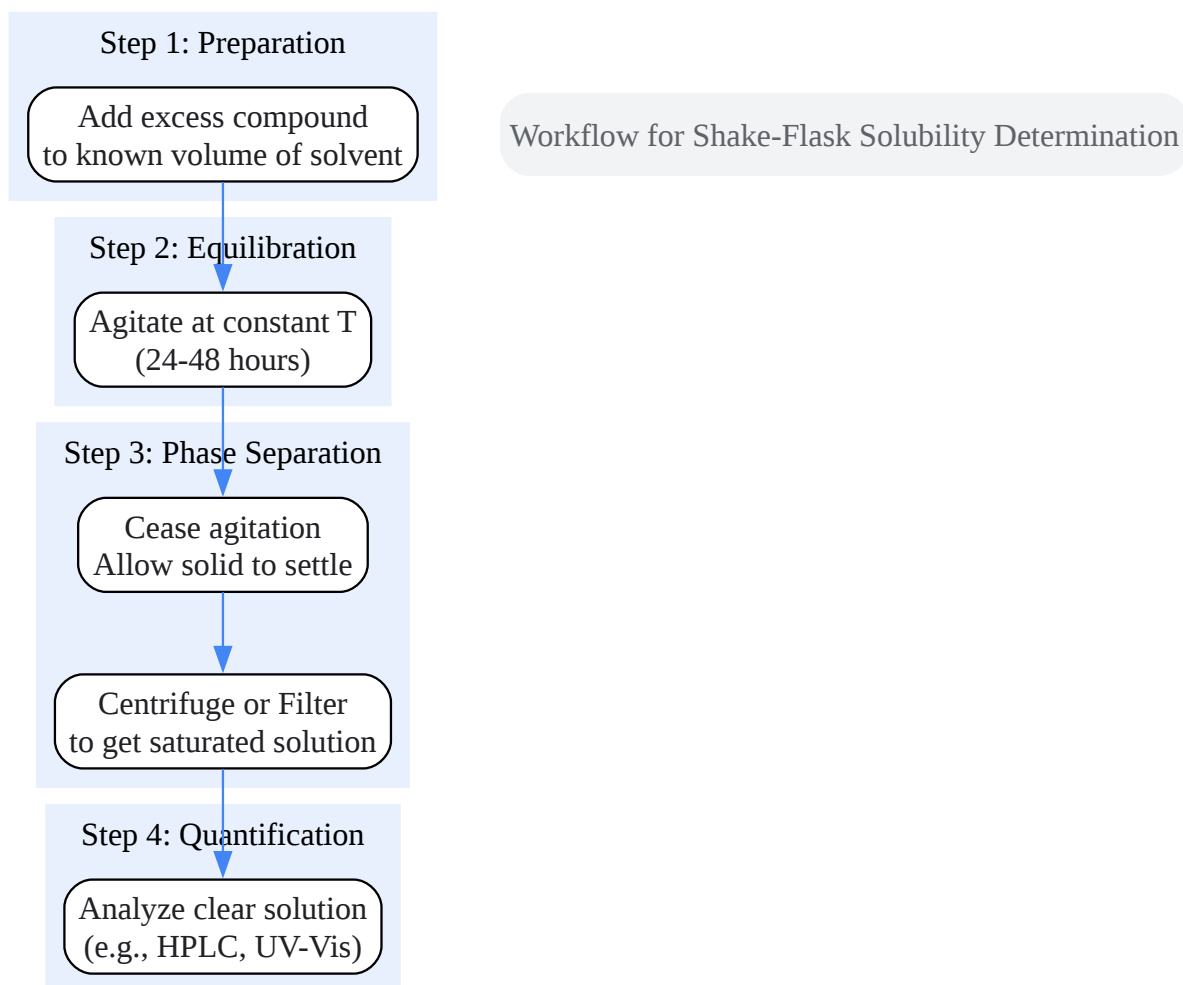 Step 1: Preparation
Add excess compound
to known volume of solvent
Workflow for Shake-Flask Solubility Determination
Step 2: Equilibration
Agitate at constant T
(24-48 hours)
Step 3: Phase Separation
Cease agitation
Allow solid to settle
Centrifuge or Filter
to get saturated solution
Step 4: Quantification
Analyze clear solution
(e.g., HPLC, UV-Vis)